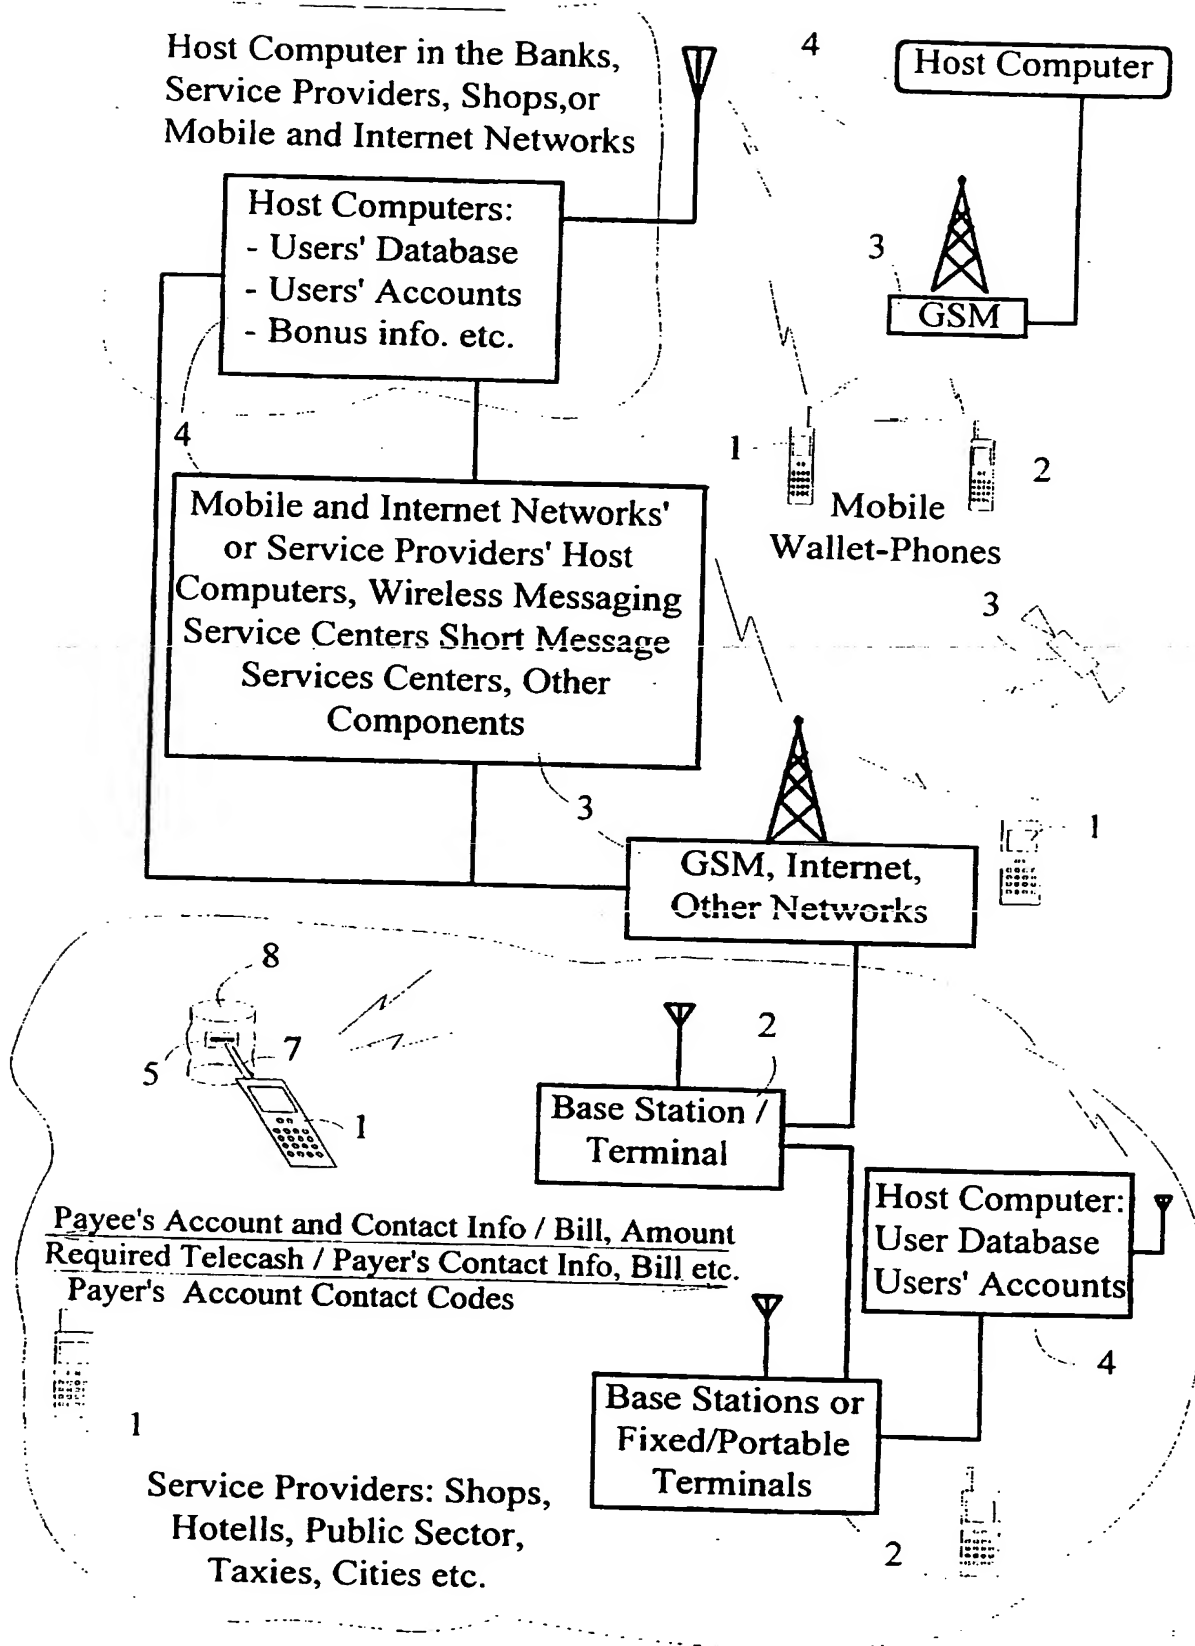 Host Computer in the Banks,
Service Providers, Shops,or
Mobile and Internet Networks
4
Host Computer
Host Computers:
- Users' Database
- Users' Accounts
- Bonus info. etc.
3
GSM
4
1
2
Mobile
Wallet-Phones
Mobile and Internet Networks'
or Service Providers' Host
Computers, Wireless Messaging
Service Centers Short Message
Services Centers, Other
Components
3
3
1
GSM, Internet,
Other Networks
8
5
7
1
2
Base Station /
Terminal
Host Computer:
User Database
Users' Accounts
4
Payee's Account and Contact Info / Bill, Amount
Required Telecash / Payer's Contact Info, Bill etc.
Payer's Account Contact Codes
1
Base Stations or
Fixed/Portable
Terminals
2
Service Providers: Shops,
Hotells, Public Sector,
Taxies, Cities etc.